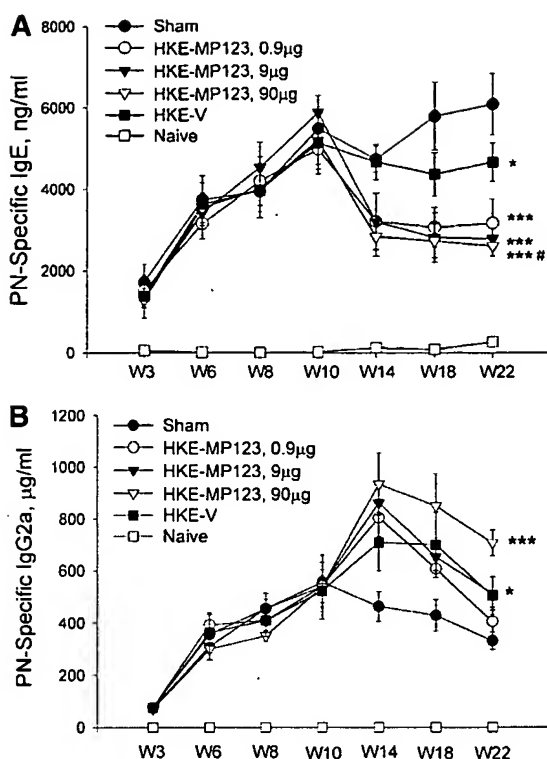 A
8000
6000
4000
2000
0
PN-Specific IgE, ng/ml
Sham
HKE-MP123, 0.9µg
HKE-MP123, 9µg
HKE-MP123, 90µg
HKE-V
Naive
*
***
***
*** #
W3 W6 W8 W10 W14 W18 W22
B
1200
1000
800
600
400
200
0
PN-Specific IgG2a, µg/ml
Sham
HKE-MP123, 0.9µg
HKE-MP123, 9µg
HKE-MP123, 90µg
HKE-V
Naive
***
*
W3 W6 W8 W10 W14 W18 W22